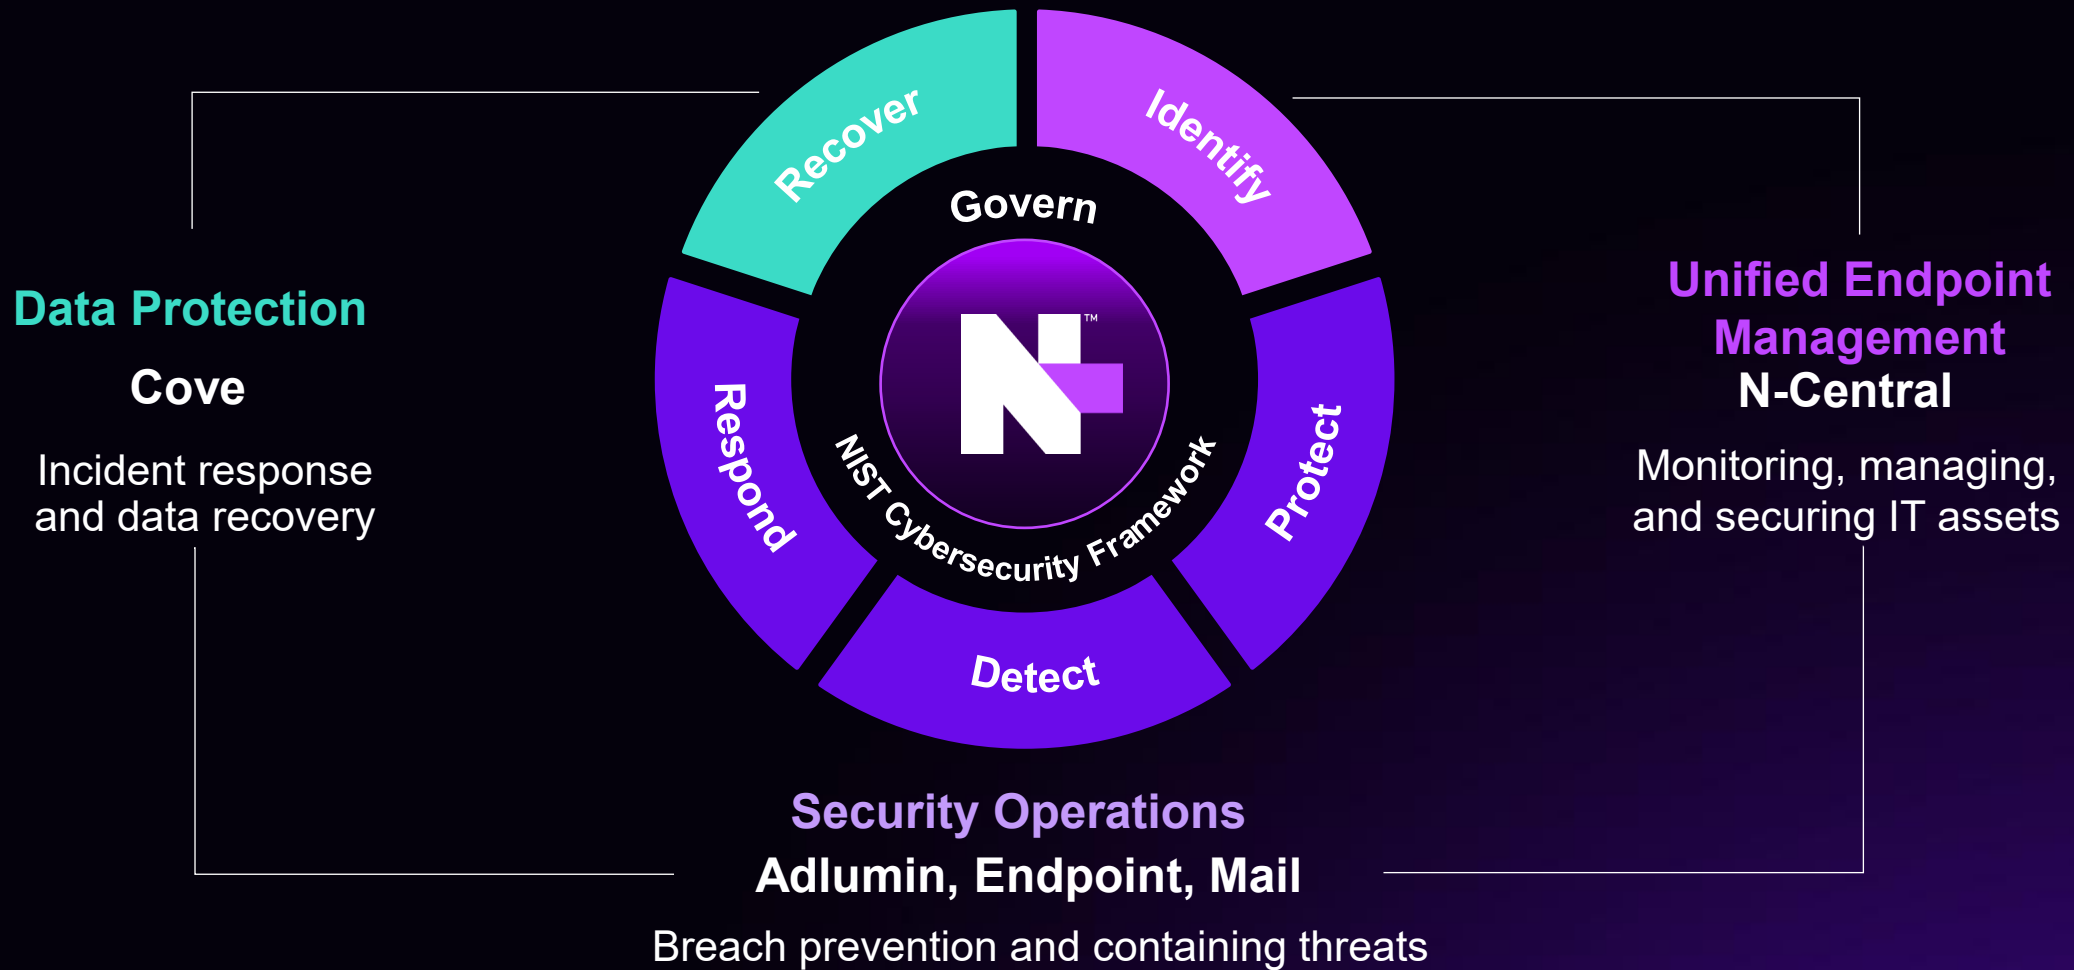 Recover
Identify
Govern
Data Protection
Cove
Incident response
and data recovery
Unified Endpoint
Management
N-Central
Monitoring, managing,
and securing IT assets
N
TM
Respond
Protect
NIST Cybersecurity Framework
Detect
Security Operations
Adlumin, Endpoint, Mail
Breach prevention and containing threats